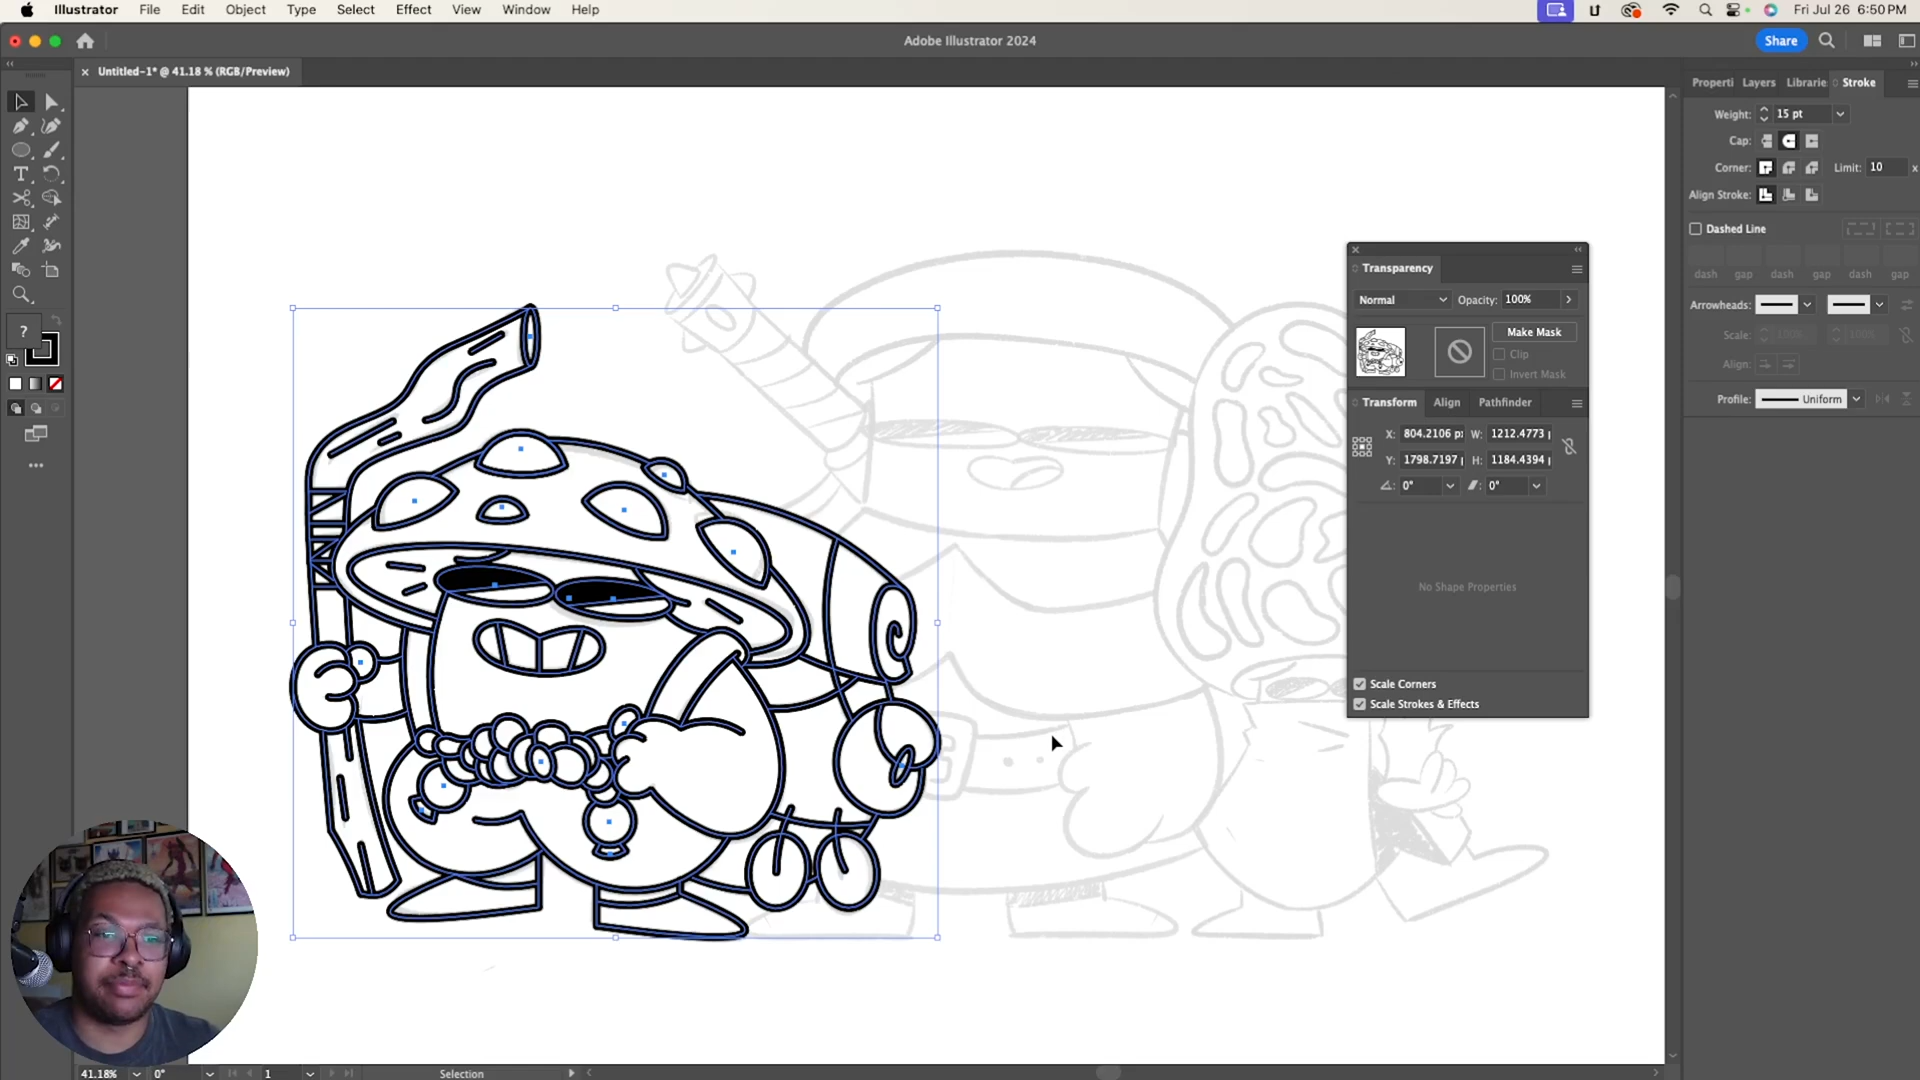 Illustrator File Edit Object Type Select Effect View Window Help Fri Jul 26 6:50 PM
Adobe Illustrator 2024
Share
Untitled-1* @ 41.18 % (RGB/Preview)
Properti Layers Librarie Stroke
Weight: 15 pt
Cap:
Corner: Limit: 10 x
Align Stroke:
Dashed Line
dash gap dash gap dash gap
Arrowheads:
Scale: 100% 100%
Align:
Profile: Uniform
Transparency
Normal Opacity: 100%
Make Mask
Clip
Invert Mask
Transform Align Pathfinder
X: 804.2106 p: W: 1212.4773 p
Y: 1798.7197 p H: 1184.4394 p
0° 0°
No Shape Properties
Scale Corners
Scale Strokes & Effects
?
T
41.18% 0° 1 Selection